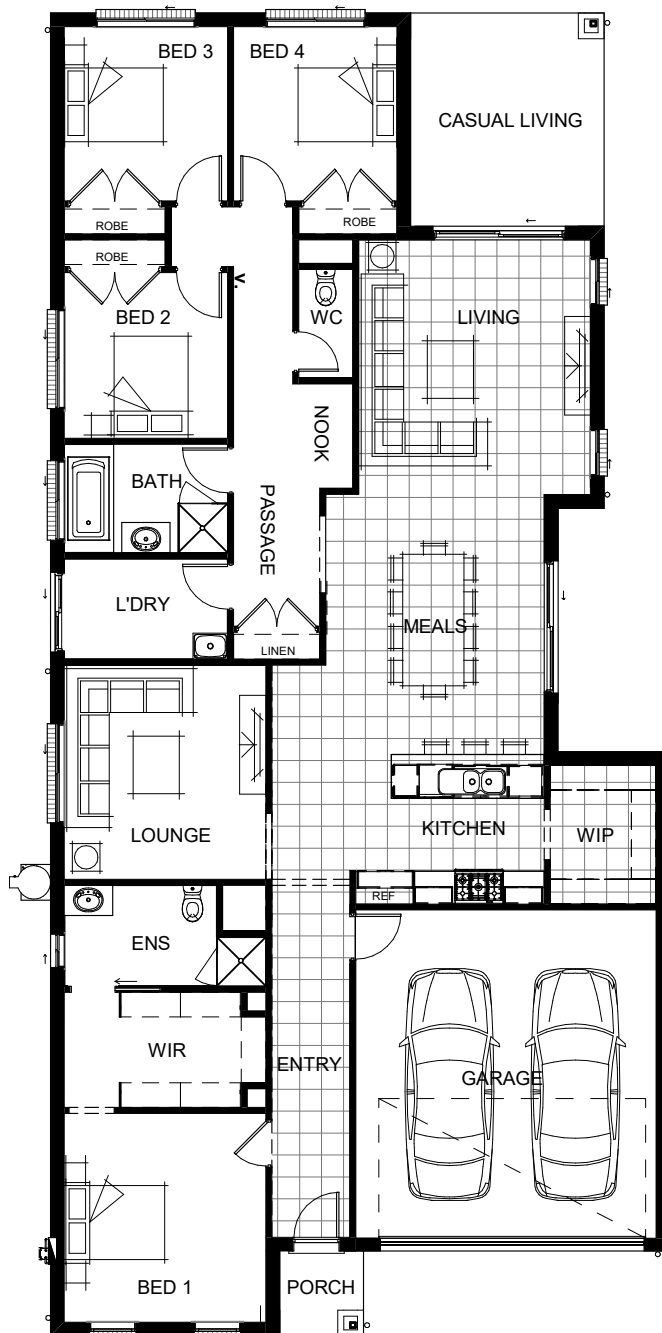 BED 3
BED 4
CASUAL LIVING
ROBE
ROBE
ROBE
V.
BED 2
WC
LIVING
NOOK
BATH
PASSAGE
L'DRY
MEALS
LINEN
LOUNGE
KITCHEN
WIP
REF
ENS
WIR
ENTRY
GARAGE
BED 1
PORCH